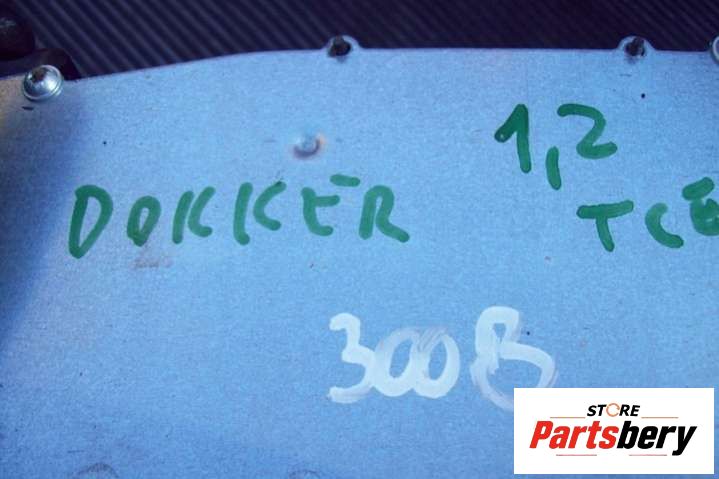 1,2
DOKKER TCE
300B
STORE
Partsbery